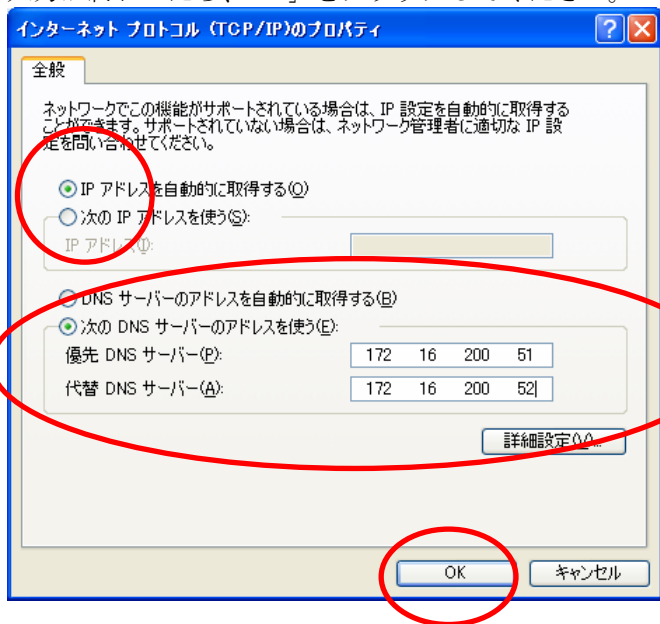 インターネット プロトコル (TCP/IP)のプロパティ
全般
ネットワークでこの機能がサポートされている場合は、IP 設定を自動的に取得する
ことができます。サポートされていない場合は、ネットワーク管理者に適切な IP 設
定を問い合わせてください。
IP アドレスを自動的に取得する(O)
次の IP アドレスを使う(S):
IP アドレス(I):
DNS サーバーのアドレスを自動的に取得する(B)
次の DNS サーバーのアドレスを使う(E):
優先 DNS サーバー(P): 172 16 200 51
代替 DNS サーバー(A): 172 16 200 52
詳細設定(V)...
OK キャンセル